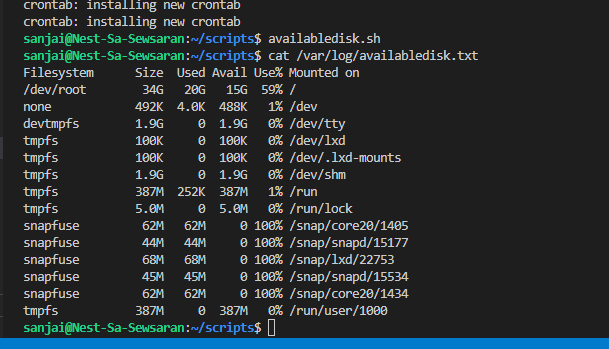 crontab: installing new crontab
crontab: installing new crontab
sanjai@Nest-Sa-Sewsaran:~/scripts$ availabledisk.sh
sanjai@Nest-Sa-Sewsaran:~/scripts$ cat /var/log/availabledisk.txt
Filesystem      Size  Used Avail Use% Mounted on
/dev/root        34G   20G   15G  59% /
none            492K  4.0K  488K   1% /dev
devtmpfs        1.9G     0  1.9G   0% /dev/tty
tmpfs           100K     0  100K   0% /dev/lxd
tmpfs           100K     0  100K   0% /dev/.lxd-mounts
tmpfs           1.9G     0  1.9G   0% /dev/shm
tmpfs           387M  252K  387M   1% /run
tmpfs           5.0M     0  5.0M   0% /run/lock
snapfuse         62M   62M     0 100% /snap/core20/1405
snapfuse         44M   44M     0 100% /snap/snapd/15177
snapfuse         68M   68M     0 100% /snap/lxd/22753
snapfuse         45M   45M     0 100% /snap/snapd/15534
snapfuse         62M   62M     0 100% /snap/core20/1434
tmpfs           387M     0  387M   0% /run/user/1000
sanjai@Nest-Sa-Sewsaran:~/scripts$